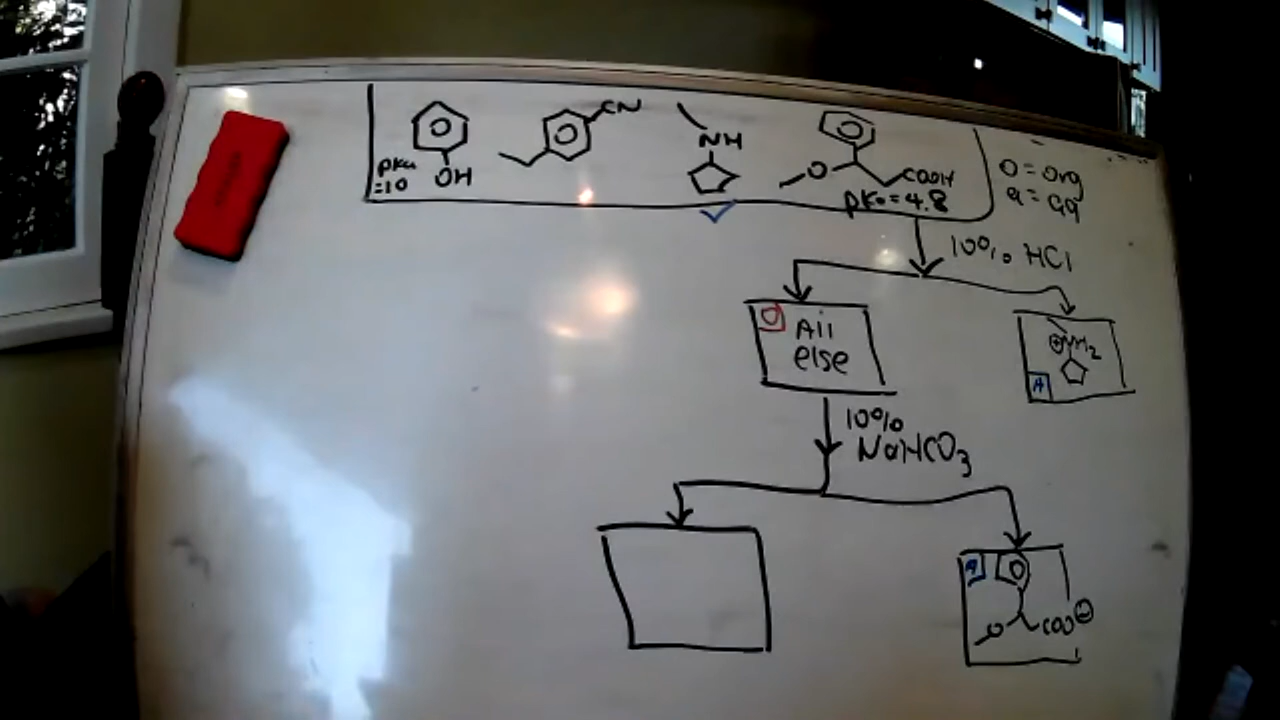 CN
NH
O
COOH
pKa
=10
OH
pKa=4.8
O = Org
a = aq
10% HCl
O
All
else
⊕NH2
A
10%
NaHCO3
A
O
COO⊖